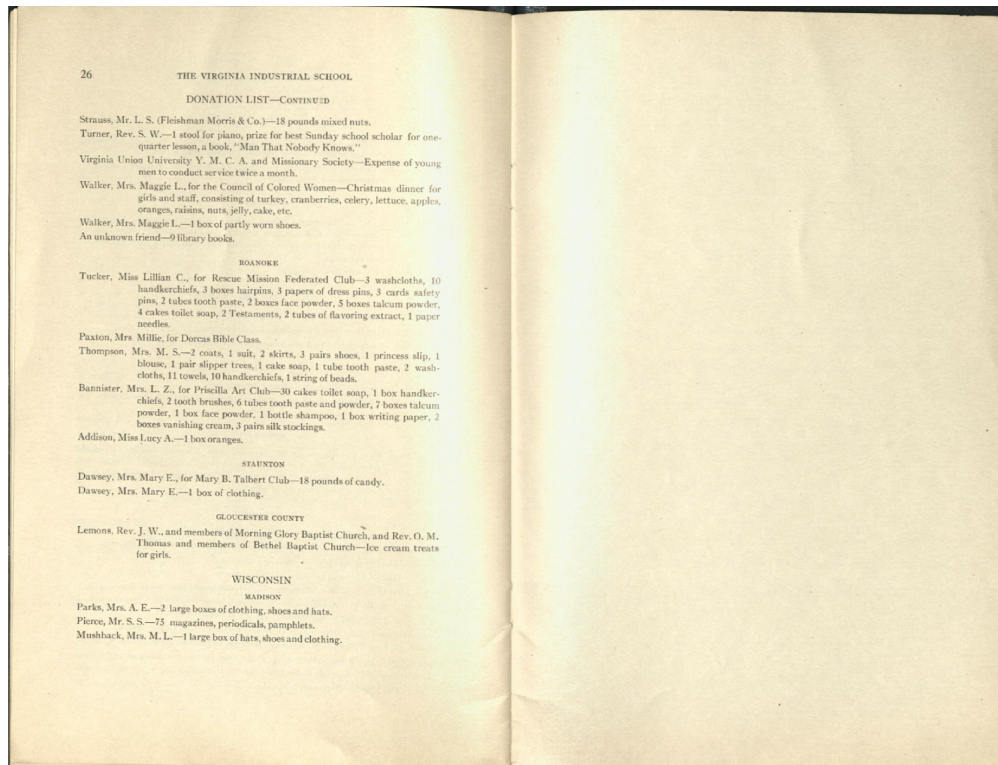 26
THE VIRGINIA INDUSTRIAL SCHOOL
DONATION LIST—CONTINUED
Strauss, Mr. L. S. (Fleishman Morris & Co.)—18 pounds mixed nuts.
Turner, Rev. S. W.—1 stool for piano, prize for best Sunday school scholar for one-
quarter lesson, a book, "Man That Nobody Knows."
Virginia Union University Y. M. C. A. and Missionary Society—Expense of young
men to conduct service twice a month.
Walker, Mrs. Maggie L., for the Council of Colored Women—Christmas dinner for
girls and staff, consisting of turkey, cranberries, celery, lettuce, apples,
oranges, raisins, nuts, jelly, cake, etc.
Walker, Mrs. Maggie L.—1 box of partly worn shoes.
An unknown friend—9 library books.
ROANOKE
Tucker, Miss Lillian C., for Rescue Mission Federated Club—3 washcloths, 10
handkerchiefs, 3 boxes hairpins, 3 papers of dress pins, 3 cards safety
pins, 2 tubes tooth paste, 2 boxes face powder, 5 boxes talcum powder,
4 cakes toilet soap, 2 Testaments, 2 tubes of flavoring extract, 1 paper
needles.
Paxton, Mrs Millie, for Dorcas Bible Class.
Thompson, Mrs. M. S.—2 coats, 1 suit, 2 skirts, 3 pairs shoes, 1 princess slip, 1
blouse, 1 pair slipper trees, 1 cake soap, 1 tube tooth paste, 2 wash-
cloths, 11 towels, 10 handkerchiefs, 1 string of beads.
Bannister, Mrs. L. Z., for Priscilla Art Club—30 cakes toilet soap, 1 box handker-
chiefs, 2 tooth brushes, 6 tubes tooth paste and powder, 7 boxes talcum
powder, 1 box face powder, 1 bottle shampoo, 1 box writing paper, 2
boxes vanishing cream, 3 pairs silk stockings.
Addison, Miss Lucy A.—1 box oranges.
STAUNTON
Dawsey, Mrs. Mary E., for Mary B. Talbert Club—18 pounds of candy.
Dawsey, Mrs. Mary E.—1 box of clothing.
GLOUCESTER COUNTY
Lemons, Rev. J. W., and members of Morning Glory Baptist Church, and Rev. O. M.
Thomas and members of Bethel Baptist Church—Ice cream treats
for girls.
WISCONSIN
MADISON
Parks, Mrs. A. E.—2 large boxes of clothing, shoes and hats.
Pierce, Mr. S. S.—75 magazines, periodicals, pamphlets.
Mushback, Mrs. M. L.—1 large box of hats, shoes and clothing.